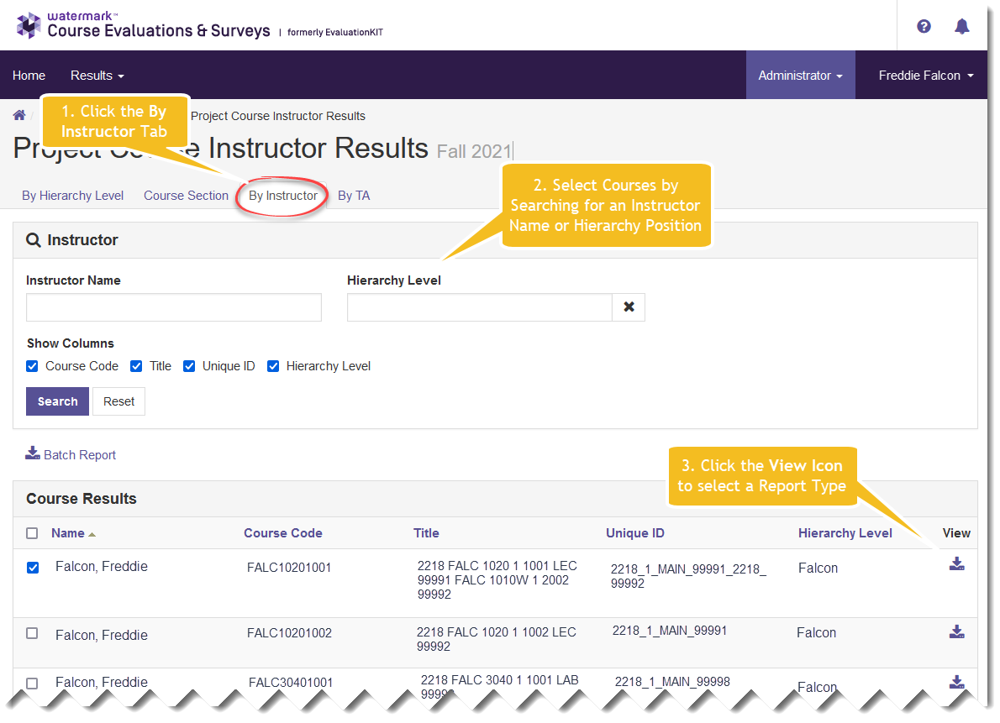 watermark™
Course Evaluations & Surveys | formerly EvaluationKIT
Home Results Administrator Freddie Falcon
1. Click the By
Instructor Tab
Project Course Instructor Results
Project Course Instructor Results Fall 2021
By Hierarchy Level Course Section By Instructor By TA
2. Select Courses by
Searching for an Instructor
Name or Hierarchy Position
Instructor
Instructor Name Hierarchy Level
Show Columns
Course Code Title Unique ID Hierarchy Level
Search Reset
Batch Report
3. Click the View Icon
to select a Report Type
Course Results
Name Course Code Title Unique ID Hierarchy Level View
Falcon, Freddie FALC10201001 2218 FALC 1020 1 1001 LEC 2218_1_MAIN_99991_2218_ Falcon
99991 FALC 1010W 1 2002 99992
99992
Falcon, Freddie FALC10201002 2218 FALC 1020 1 1002 LEC 2218_1_MAIN_99991 Falcon
99992
Falcon, Freddie FALC30401001 2218 FALC 3040 1 1001 LAB 2218_1_MAIN_99998 Falcon